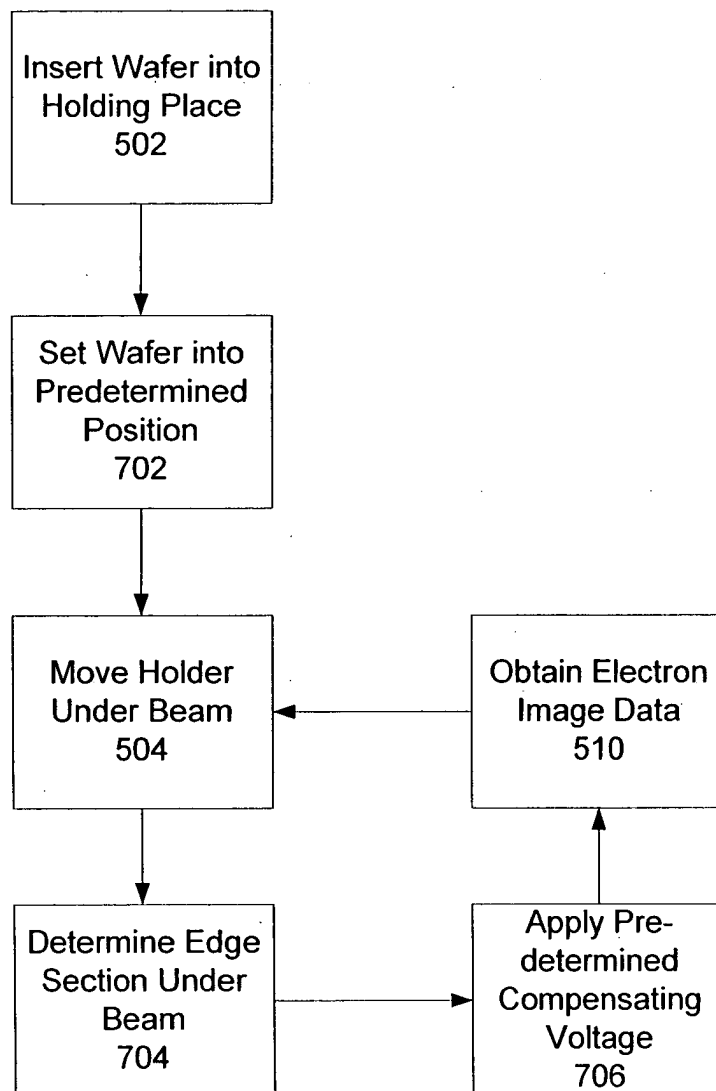 Insert Wafer into
Holding Place
502
Set Wafer into
Predetermined
Position
702
Move Holder
Under Beam
504
Obtain Electron
Image Data
510
Determine Edge
Section Under
Beam
704
Apply Pre-
determined
Compensating
Voltage
706